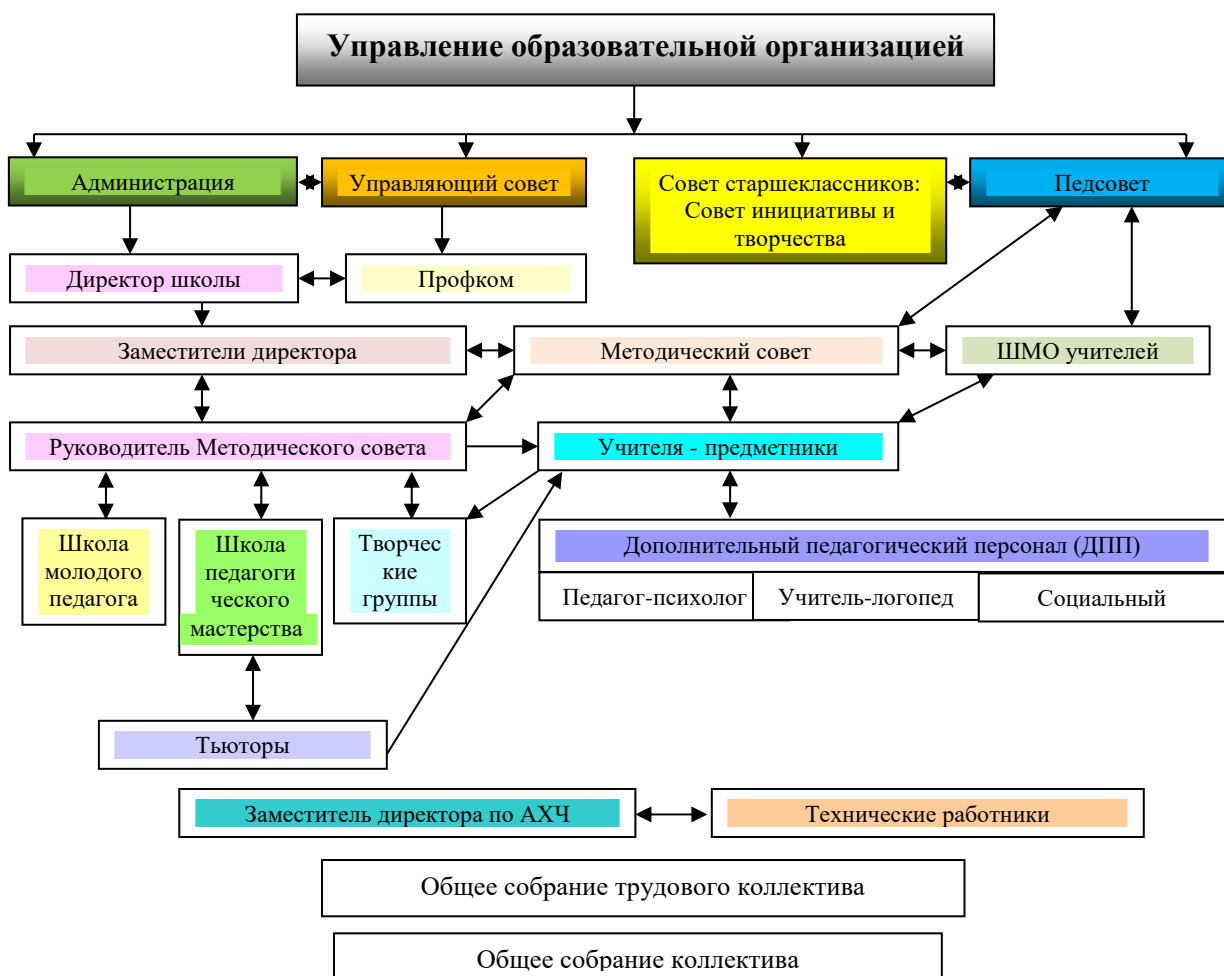 Управление образовательной организацией
Администрация
Управляющий совет
Совет старшеклассников:
Совет инициативы и
творчества
Педсовет
Директор школы
Профком
Заместители директора
Методический совет
ШМО учителей
Руководитель Методического совета
Учителя - предметники
Школа
молодого
педагога
Школа
педагоги
ческого
мастерства
Творчес
кие
группы
Дополнительный педагогический персонал (ДПП)
Педагог-психолог
Учитель-логопед
Социальный
Тьюторы
Заместитель директора по АХЧ
Технические работники
Общее собрание трудового коллектива
Общее собрание коллектива